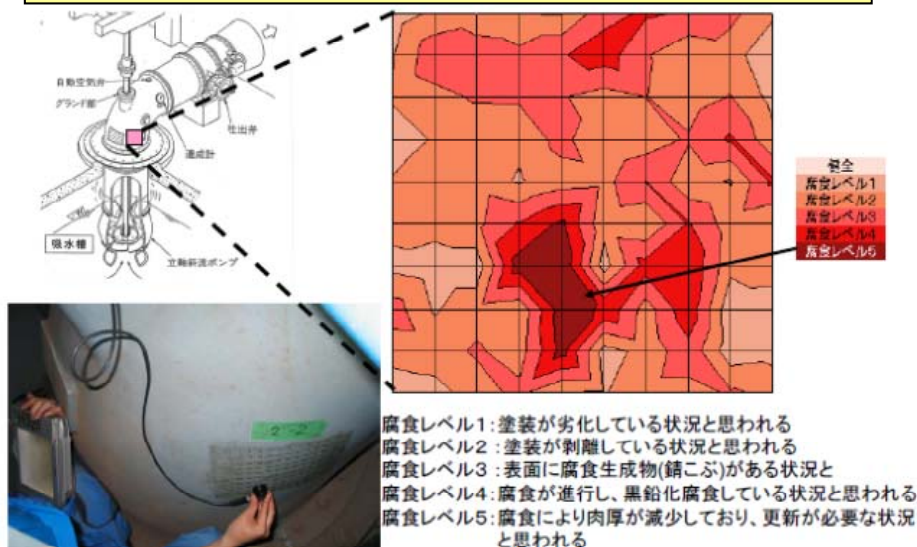 自動空気弁
グランド部
吐出弁
連成計
吸水槽
立軸斜流ポンプ
健全
腐食レベル1
腐食レベル2
腐食レベル3
腐食レベル4
腐食レベル5
2-2
腐食レベル1:塗装が劣化している状況と思われる
腐食レベル2:塗装が剥離している状況と思われる
腐食レベル3:表面に腐食生成物(錆こぶ)がある状況と
腐食レベル4:腐食が進行し、黒鉛化腐食している状況と思われる
腐食レベル5:腐食により肉厚が減少しており、更新が必要な状況
と思われる